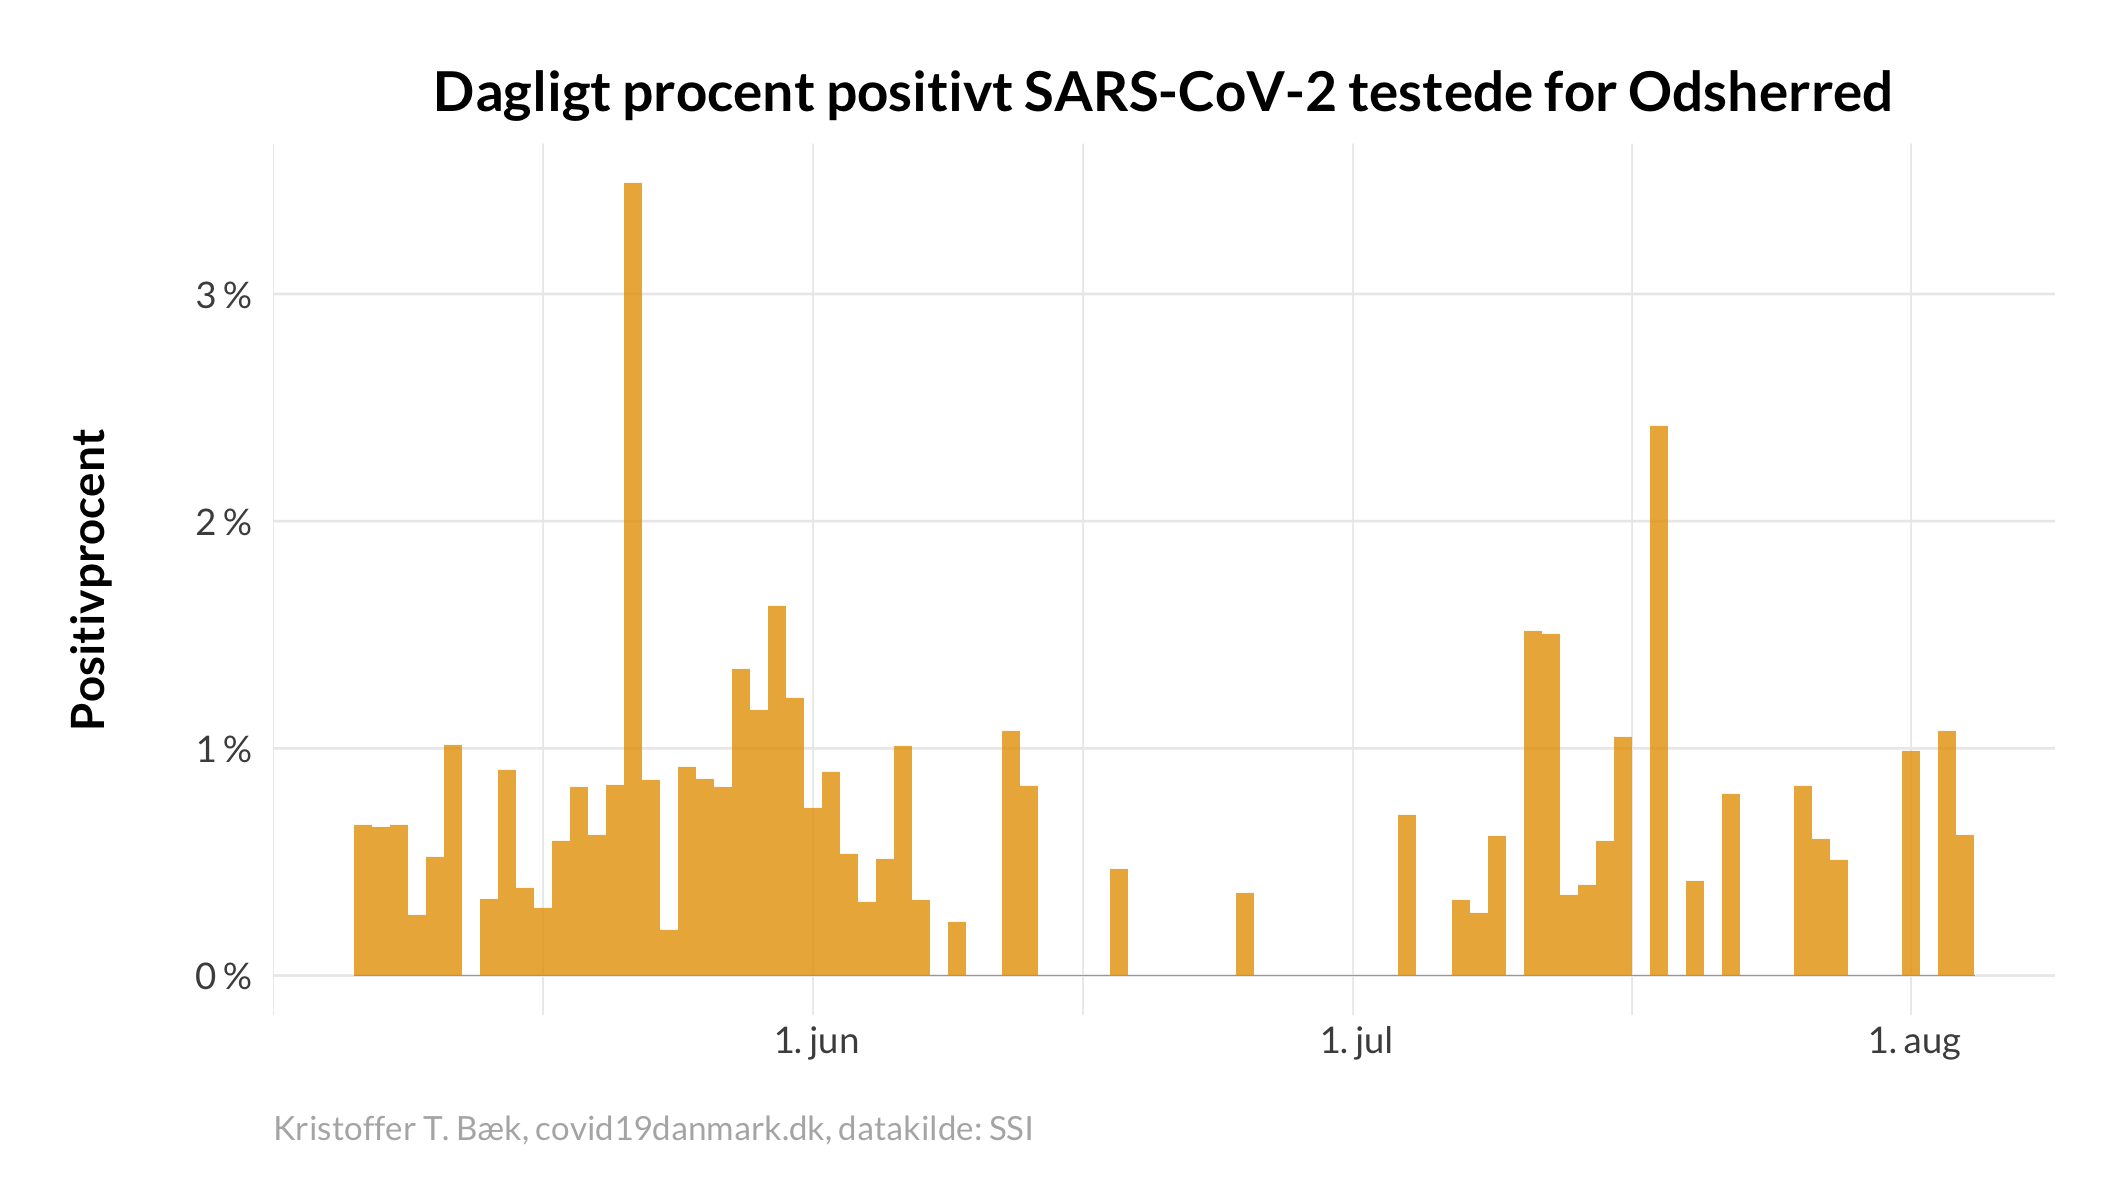 Dagligt procent positivt SARS-CoV-2 testede for Odsherred
Positivprocent
3 %
2 %
1 %
0 %
1. jun
1. jul
1. aug
Kristoffer T. Bæk, covid19danmark.dk, datakilde: SSI